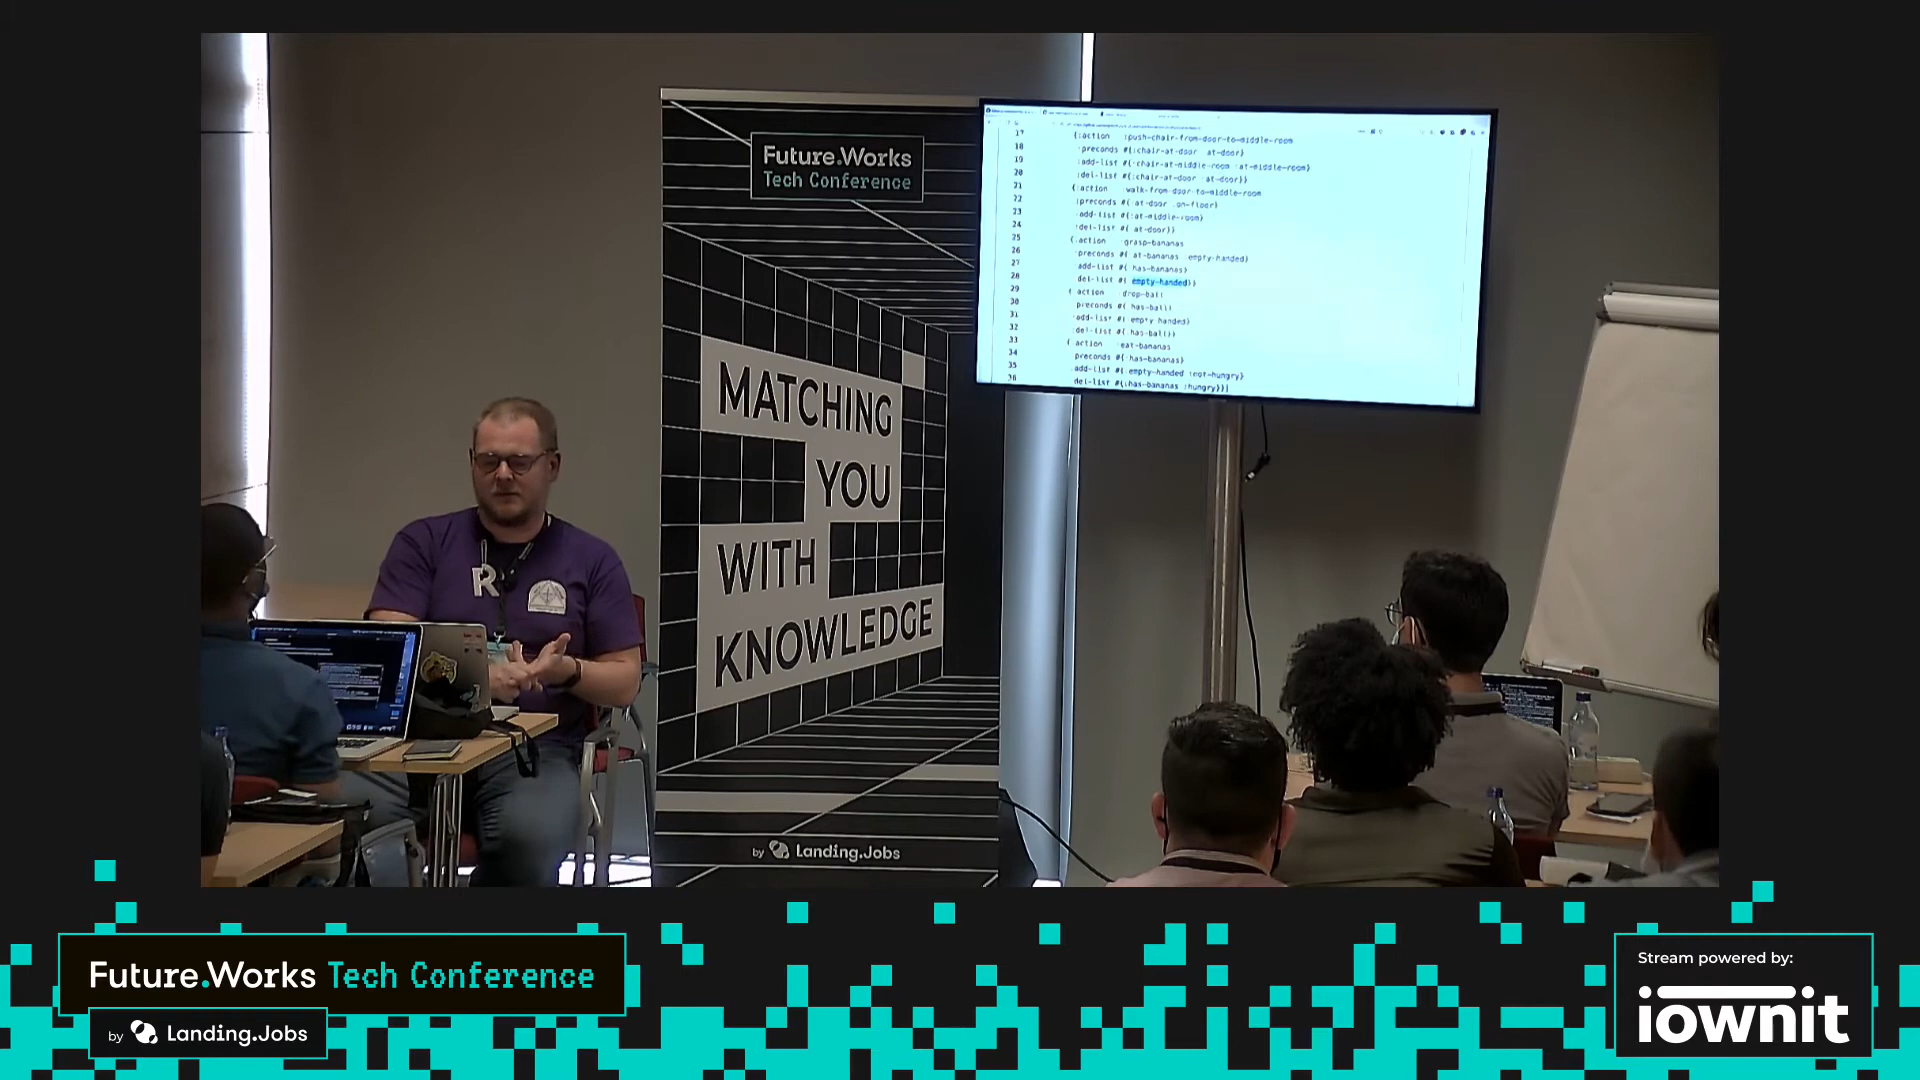 Future.Works
Tech Conference
MATCHING
YOU
WITH
KNOWLEDGE
by Landing.Jobs
17 {:action :push-chair-from-door-to-middle-room
18 :preconds #{:chair-at-door :at-door}
19 :add-list #{:chair-at-middle-room :at-middle-room}
20 :del-list #{:chair-at-door :at-door}}
21 {:action :walk-from-door-to-middle-room
22 :preconds #{:at-door :on-floor}
23 :add-list #{:at-middle-room}
24 :del-list #{:at-door}}
25 {:action :grasp-bananas
26 :preconds #{:at-bananas :empty-handed}
27 :add-list #{:has-bananas}
28 :del-list #{:empty-handed}}
29 {:action :drop-ball
30 :preconds #{:has-ball}
31 :add-list #{:empty-handed}
32 :del-list #{:has-ball}}
33 {:action :eat-bananas
34 :preconds #{:has-bananas}
35 :add-list #{:empty-handed :not-hungry}
36 :del-list #{:has-bananas :hungry}}]
R
Future.Works Tech Conference
by Landing.Jobs
Stream powered by:
iownit